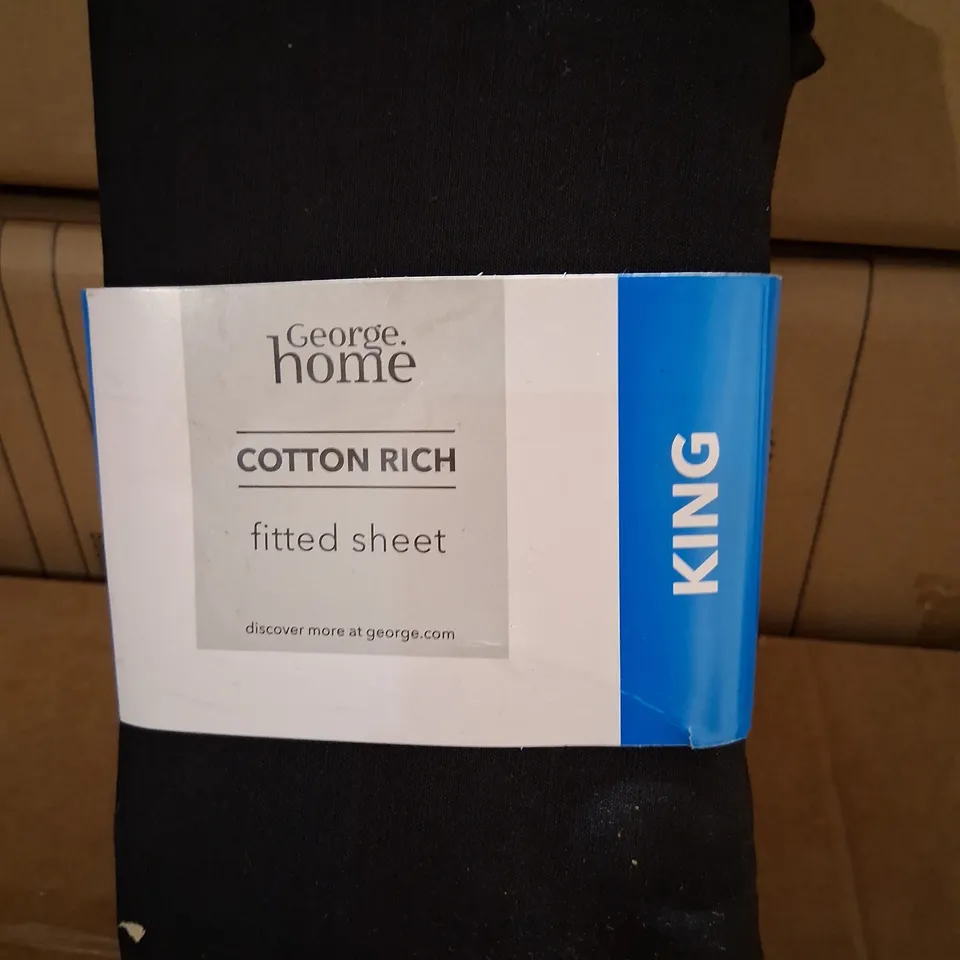 George.
home
COTTON RICH
fitted sheet
discover more at george.com
KING